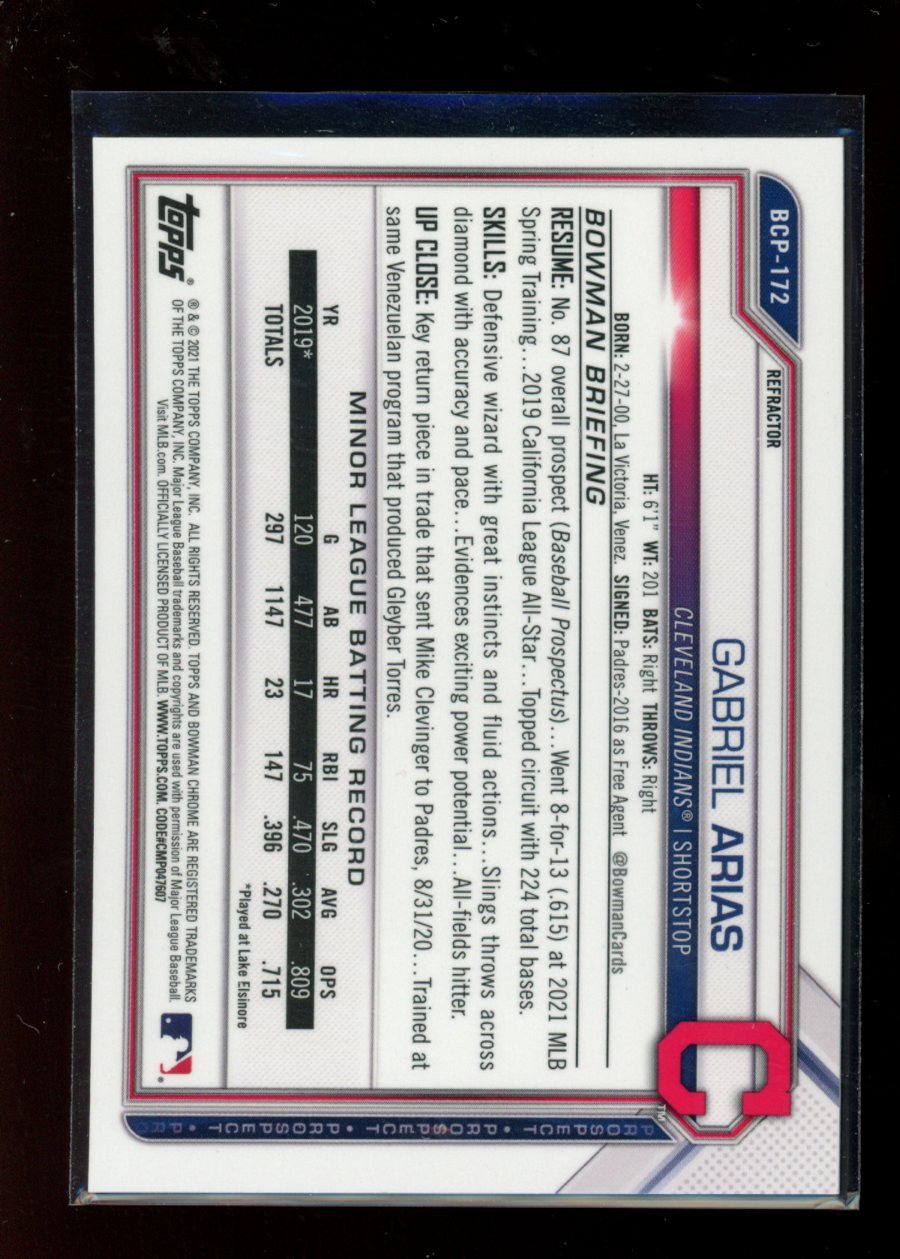 BCP-172
REFRACTOR
GABRIEL ARIAS
CLEVELAND INDIANS® | SHORTSTOP
HT: 6'1" WT: 201 BATS: Right THROWS: Right
BORN: 2-27-00, La Victoria, Venez. SIGNED: Padres-2016 as Free Agent @BowmanCards
BOWMAN BRIEFING
RESUME: No. 87 overall prospect (Baseball Prospectus)...Went 8-for-13 (.615) at 2021 MLB
Spring Training...2019 California League All-Star...Topped circuit with 224 total bases.
SKILLS: Defensive wizard with great instincts and fluid actions...Slings throws across
diamond with accuracy and pace...Evidences exciting power potential...All-fields hitter.
UP CLOSE: Key return piece in trade that sent Mike Clevinger to Padres, 8/31/20...Trained at
same Venezuelan program that produced Gleyber Torres.
MINOR LEAGUE BATTING RECORD
YR G AB HR RBI SLG AVG OPS
2019* 120 477 17 75 .470 .302 .809
TOTALS 297 1147 23 147 .396 .270 .715
*Played at Lake Elsinore
topps®
® & © 2021 THE TOPPS COMPANY, INC. ALL RIGHTS RESERVED. TOPPS AND BOWMAN CHROME ARE REGISTERED TRADEMARKS
OF THE TOPPS COMPANY, INC. Major League Baseball trademarks and copyrights are used with permission of Major League Baseball.
Visit MLB.com. OFFICIALLY LICENSED PRODUCT OF MLB. WWW.TOPPS.COM. CODE#CMP047607
C™
PROSPECT • PROSPECT • PROSPECT • PR